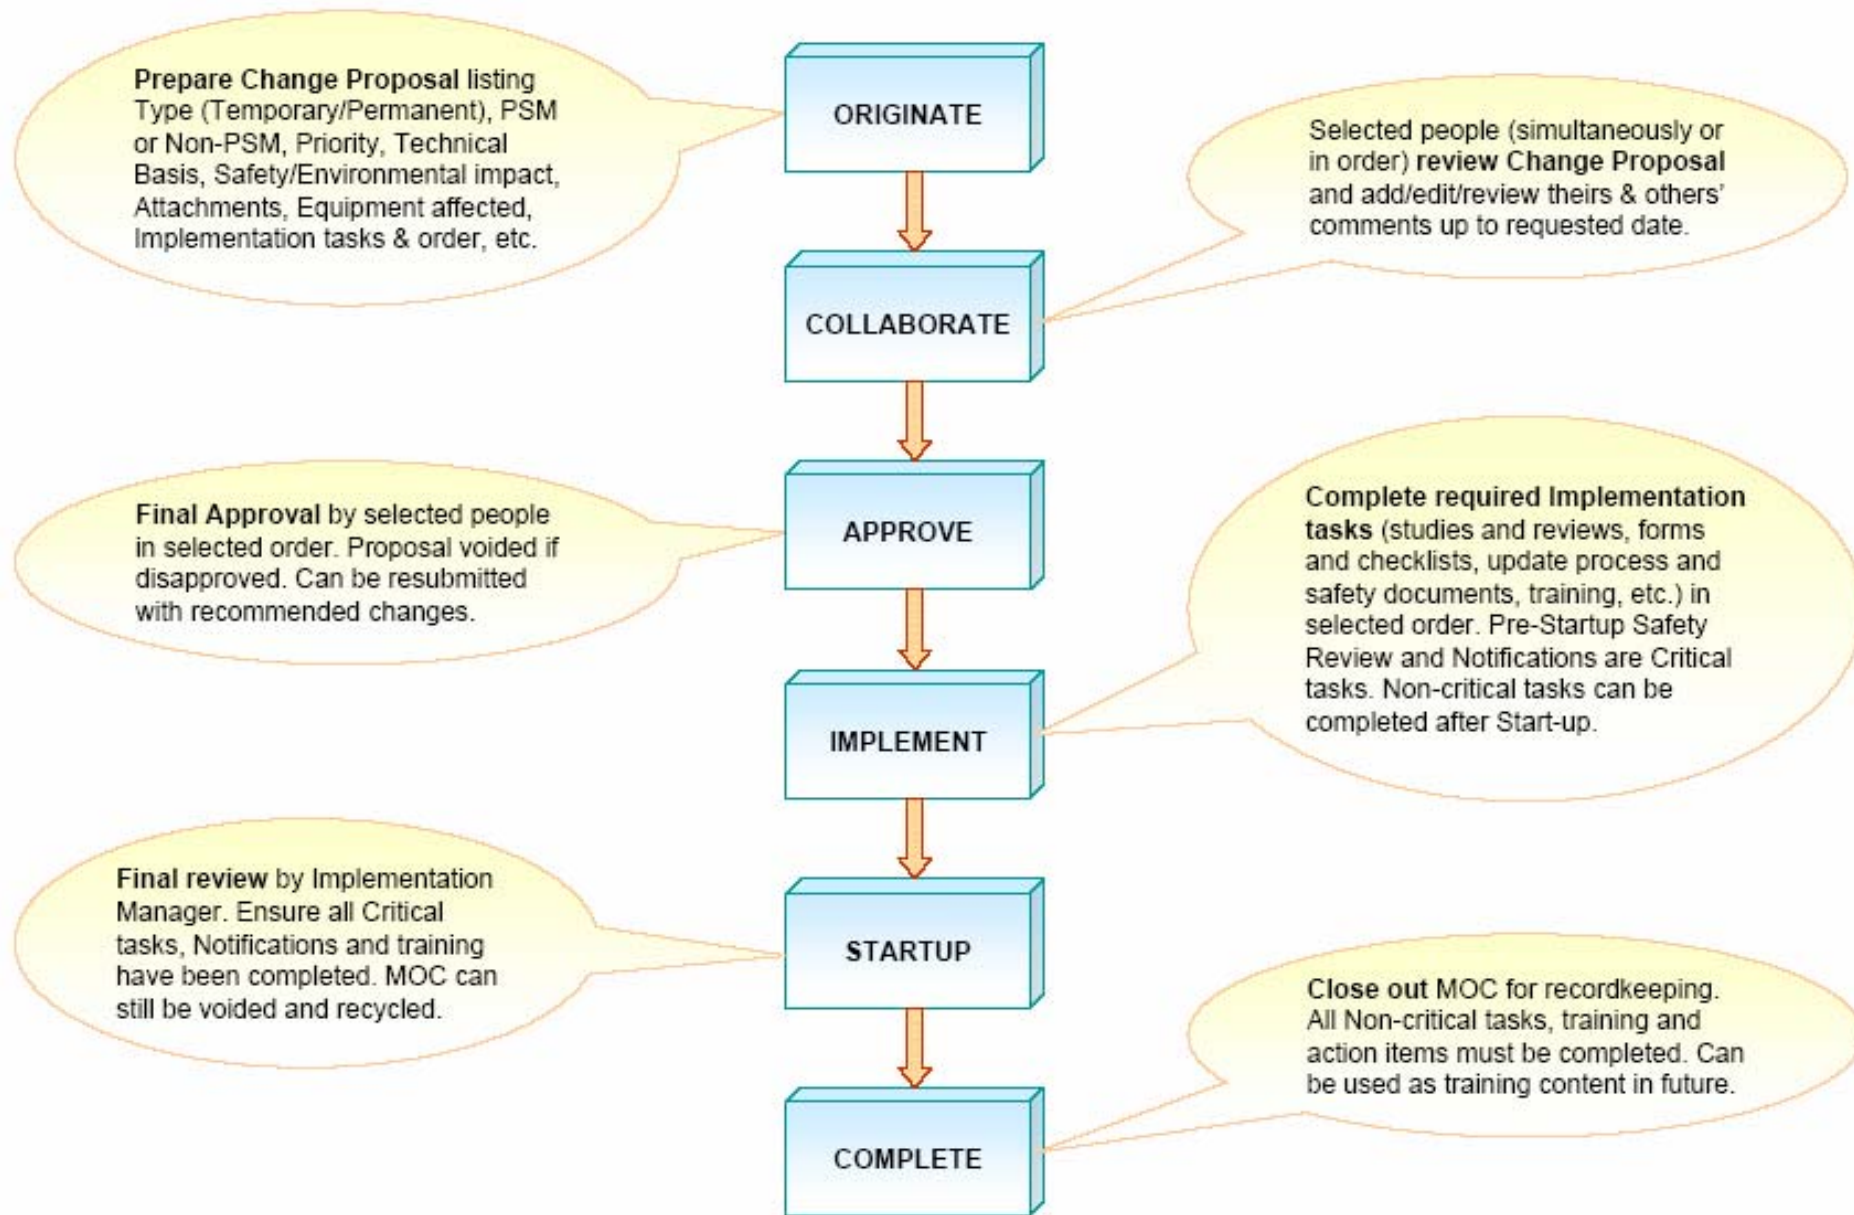 Prepare Change Proposal listing
Type (Temporary/Permanent), PSM
or Non-PSM, Priority, Technical
Basis, Safety/Environmental impact,
Attachments, Equipment affected,
Implementation tasks & order, etc.
ORIGINATE
Selected people (simultaneously or
in order) review Change Proposal
and add/edit/review theirs & others'
comments up to requested date.
COLLABORATE
Final Approval by selected people
in selected order. Proposal voided if
disapproved. Can be resubmitted
with recommended changes.
APPROVE
Complete required Implementation
tasks (studies and reviews, forms
and checklists, update process and
safety documents, training, etc.) in
selected order. Pre-Startup Safety
Review and Notifications are Critical
tasks. Non-critical tasks can be
completed after Start-up.
IMPLEMENT
Final review by Implementation
Manager. Ensure all Critical
tasks, Notifications and training
have been completed. MOC can
still be voided and recycled.
STARTUP
Close out MOC for recordkeeping.
All Non-critical tasks, training and
action items must be completed. Can
be used as training content in future.
COMPLETE